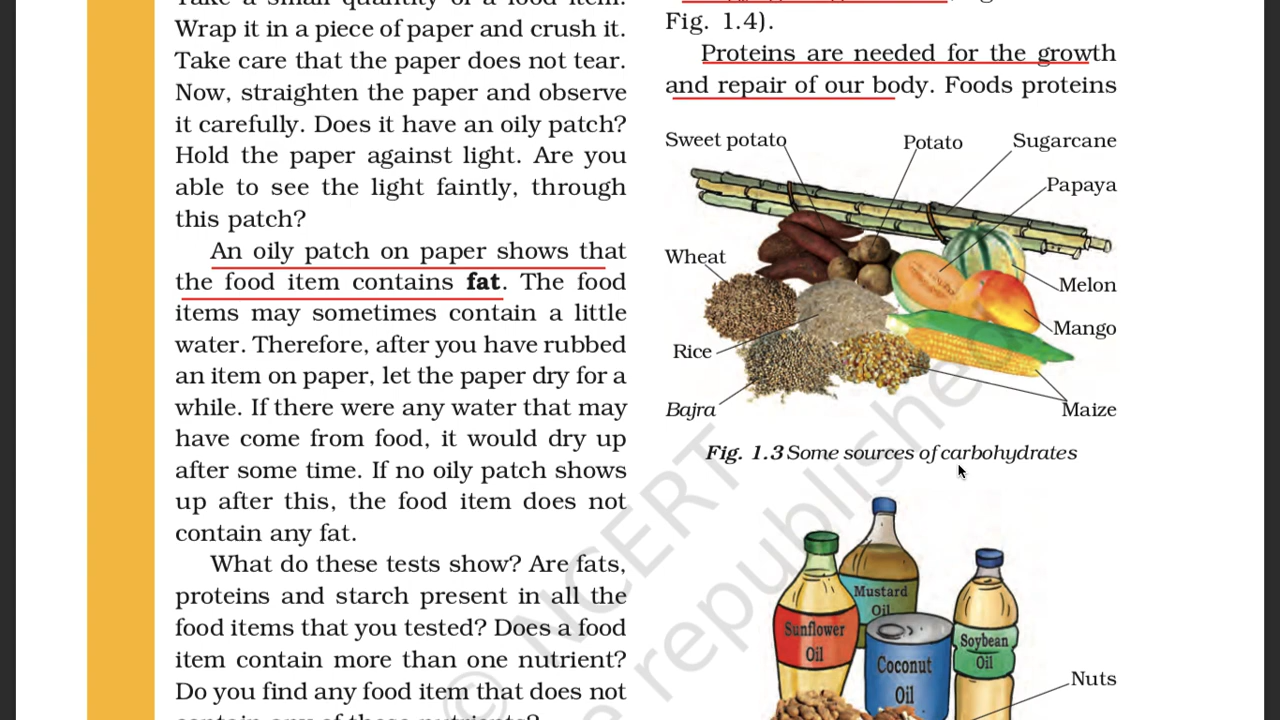 Wrap it in a piece of paper and crush it.
Take care that the paper does not tear.
Now, straighten the paper and observe
it carefully. Does it have an oily patch?
Hold the paper against light. Are you
able to see the light faintly, through
this patch?
An oily patch on paper shows that
the food item contains fat. The food
items may sometimes contain a little
water. Therefore, after you have rubbed
an item on paper, let the paper dry for a
while. If there were any water that may
have come from food, it would dry up
after some time. If no oily patch shows
up after this, the food item does not
contain any fat.
What do these tests show? Are fats,
proteins and starch present in all the
food items that you tested? Does a food
item contain more than one nutrient?
Do you find any food item that does not
Fig. 1.4).
Proteins are needed for the growth
and repair of our body. Foods proteins
Sweet potato
Potato
Sugarcane
Papaya
Wheat
Melon
Mango
Rice
Bajra
Maize
Fig. 1.3 Some sources of carbohydrates
Mustard
Oil
Sunflower
Oil
Soybean
Oil
Coconut
Oil
Nuts
© NCERT
republished